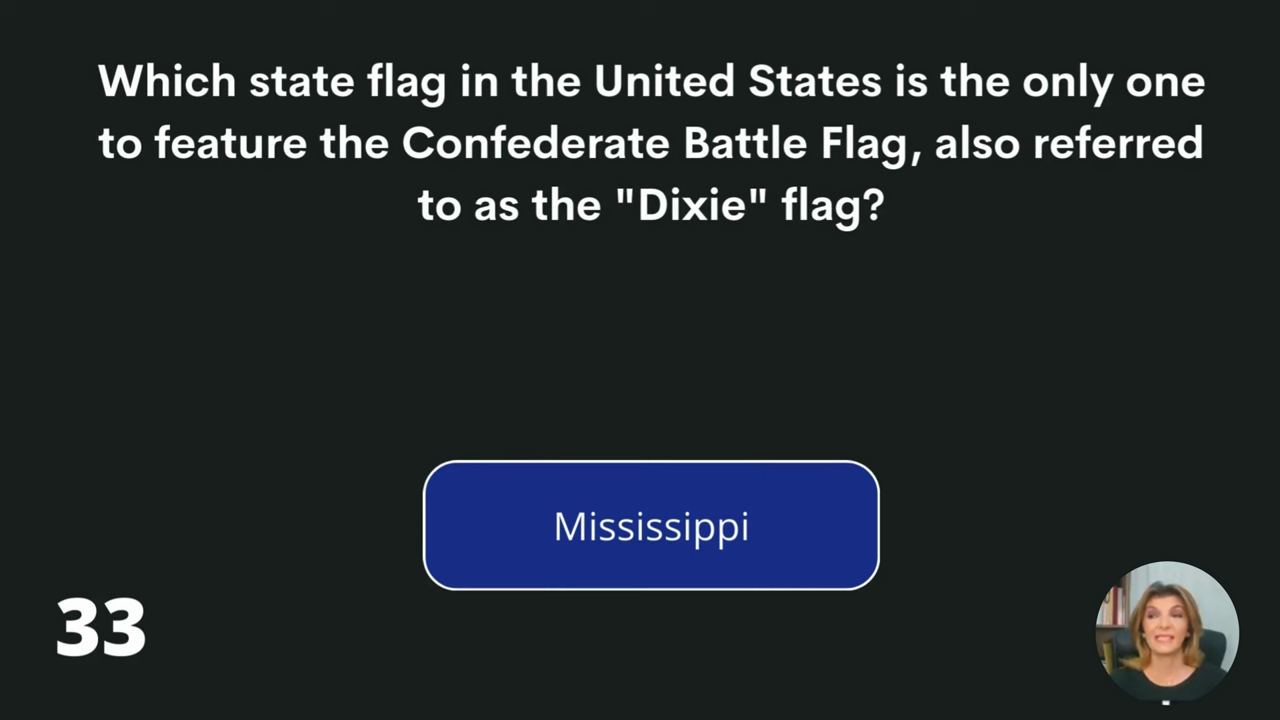 Which state flag in the United States is the only one
to feature the Confederate Battle Flag, also referred
to as the "Dixie" flag?
Mississippi
33